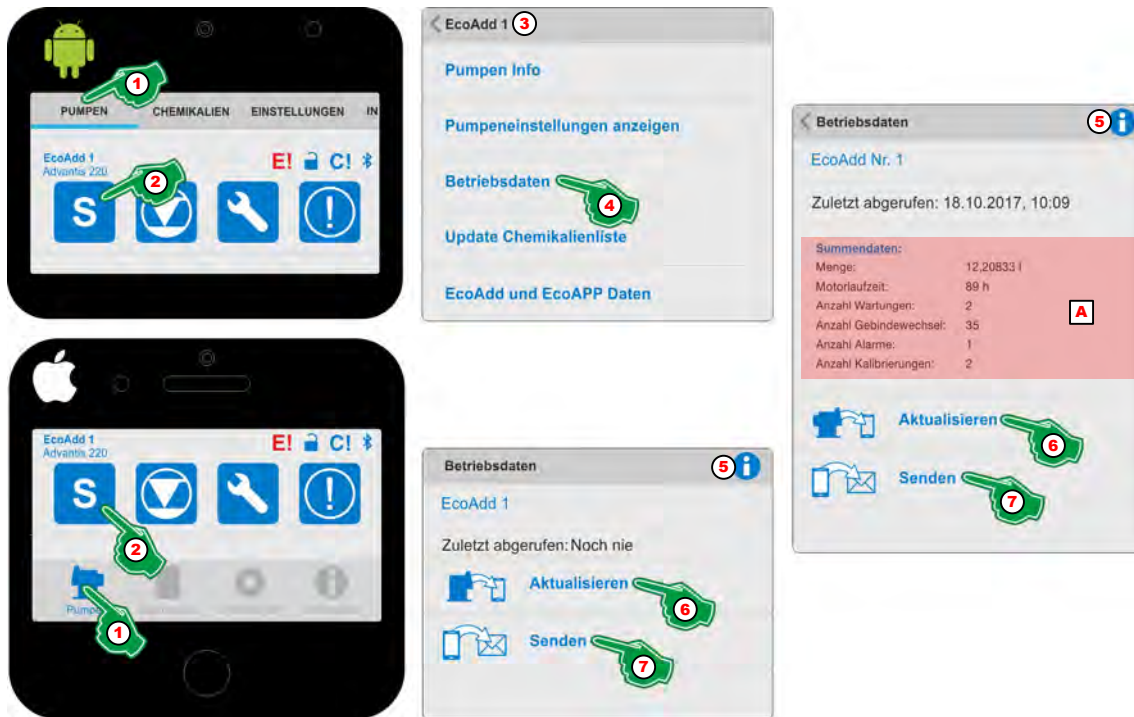 1
PUMPEN CHEMIKALIEN EINSTELLUNGEN IN
EcoAdd 1
Advantis 220
E! C!
2
S
!
EcoAdd 1
Advantis 220
E! C!
S
!
2
Pumpen
1
EcoAdd 1 3
Pumpen Info
Pumpeneinstellungen anzeigen
Betriebsdaten
4
Update Chemikalienliste
EcoAdd und EcoAPP Daten
Betriebsdaten 5 i
EcoAdd 1
Zuletzt abgerufen: Noch nie
Aktualisieren
6
Senden
7
Betriebsdaten 5 i
EcoAdd Nr. 1
Zuletzt abgerufen: 18.10.2017, 10:09
Summendaten:
Menge: 12,20833 l
Motorlaufzeit: 89 h
Anzahl Wartungen: 2
Anzahl Gebindewechsel: 35
Anzahl Alarme: 1
Anzahl Kalibrierungen: 2
A
Aktualisieren
6
Senden
7